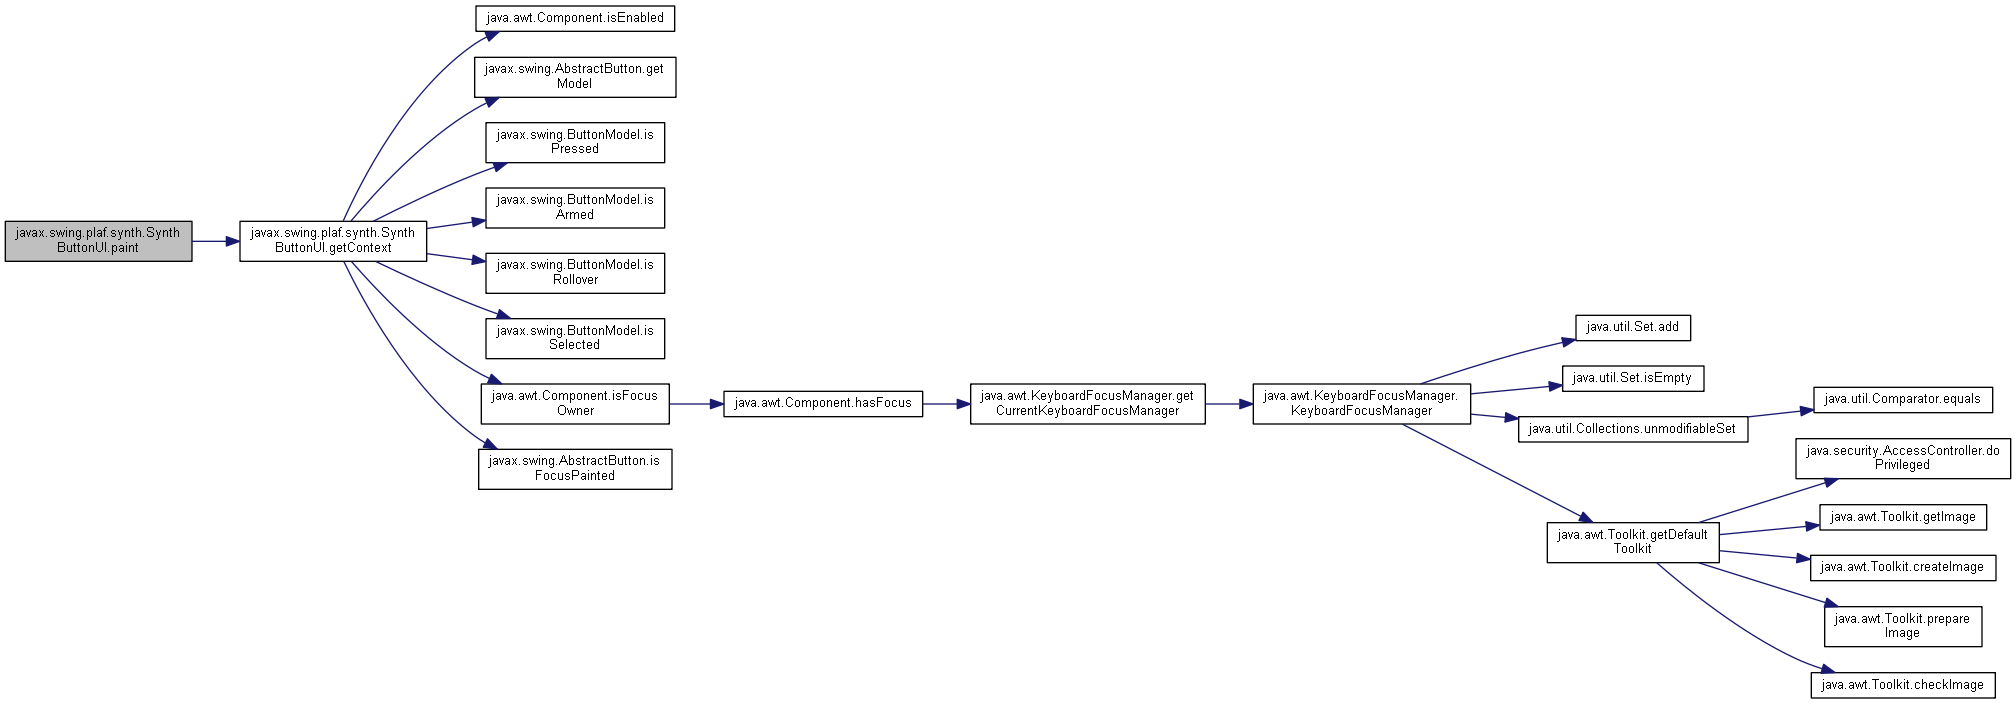 javax.swing.plaf.synth.Synth
ButtonUI.paint
javax.swing.plaf.synth.Synth
ButtonUI.getContext
java.awt.Component.isEnabled
javax.swing.AbstractButton.get
Model
javax.swing.ButtonModel.is
Pressed
javax.swing.ButtonModel.is
Armed
javax.swing.ButtonModel.is
Rollover
javax.swing.ButtonModel.is
Selected
java.awt.Component.isFocus
Owner
javax.swing.AbstractButton.is
FocusPainted
java.awt.Component.hasFocus
java.awt.KeyboardFocusManager.get
CurrentKeyboardFocusManager
java.awt.KeyboardFocusManager.
KeyboardFocusManager
java.util.Set.add
java.util.Set.isEmpty
java.util.Collections.unmodifiableSet
java.awt.Toolkit.getDefault
Toolkit
java.util.Comparator.equals
java.security.AccessController.do
Privileged
java.awt.Toolkit.getImage
java.awt.Toolkit.createImage
java.awt.Toolkit.prepare
Image
java.awt.Toolkit.checkImage